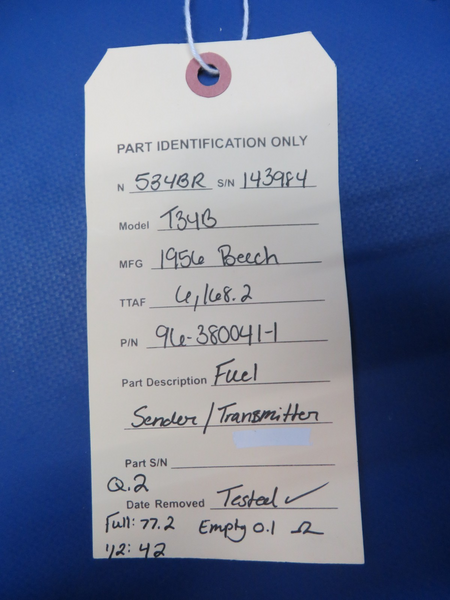 PART IDENTIFICATION ONLY
N 534BR S/N 143984
Model T34B
MFG 1956 Beech
TTAF 6,168.2
P/N 96-380041-1
Part Description Fuel
Sender/Transmitter
Part S/N
Q.2
Date Removed Tested ✓
Full: 77.2 Empty 0.1 Ω
1/2: 42